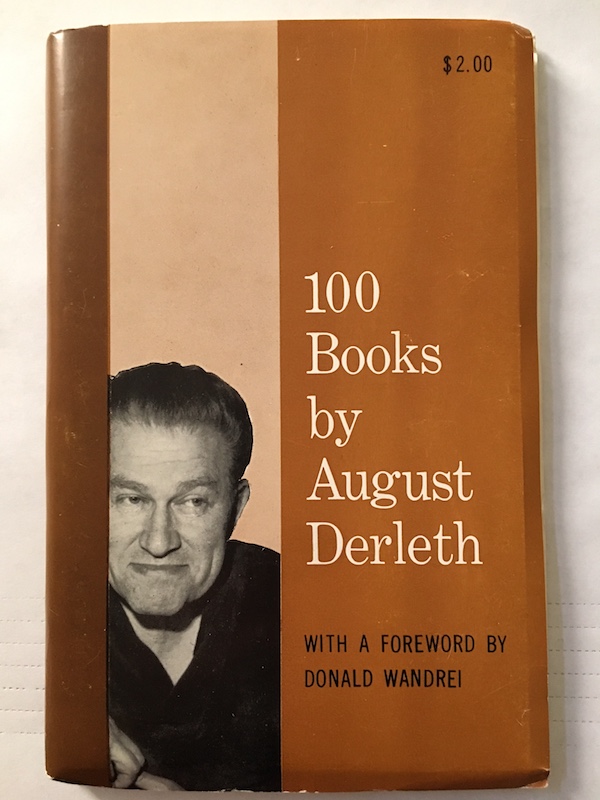 $2.00
100
Books
by
August
Derleth
WITH A FOREWORD BY
DONALD WANDREI